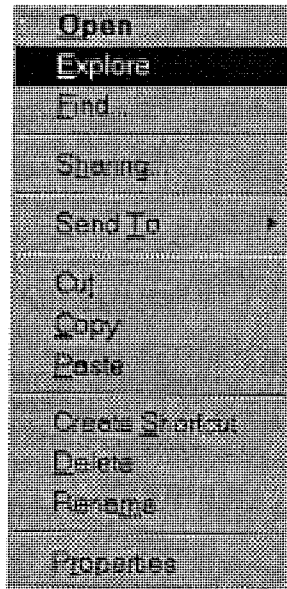 Open
Explore
Find...
Sharing...
Send To
Cut
Copy
Paste
Create Shortcut
Delete
Rename
Properties